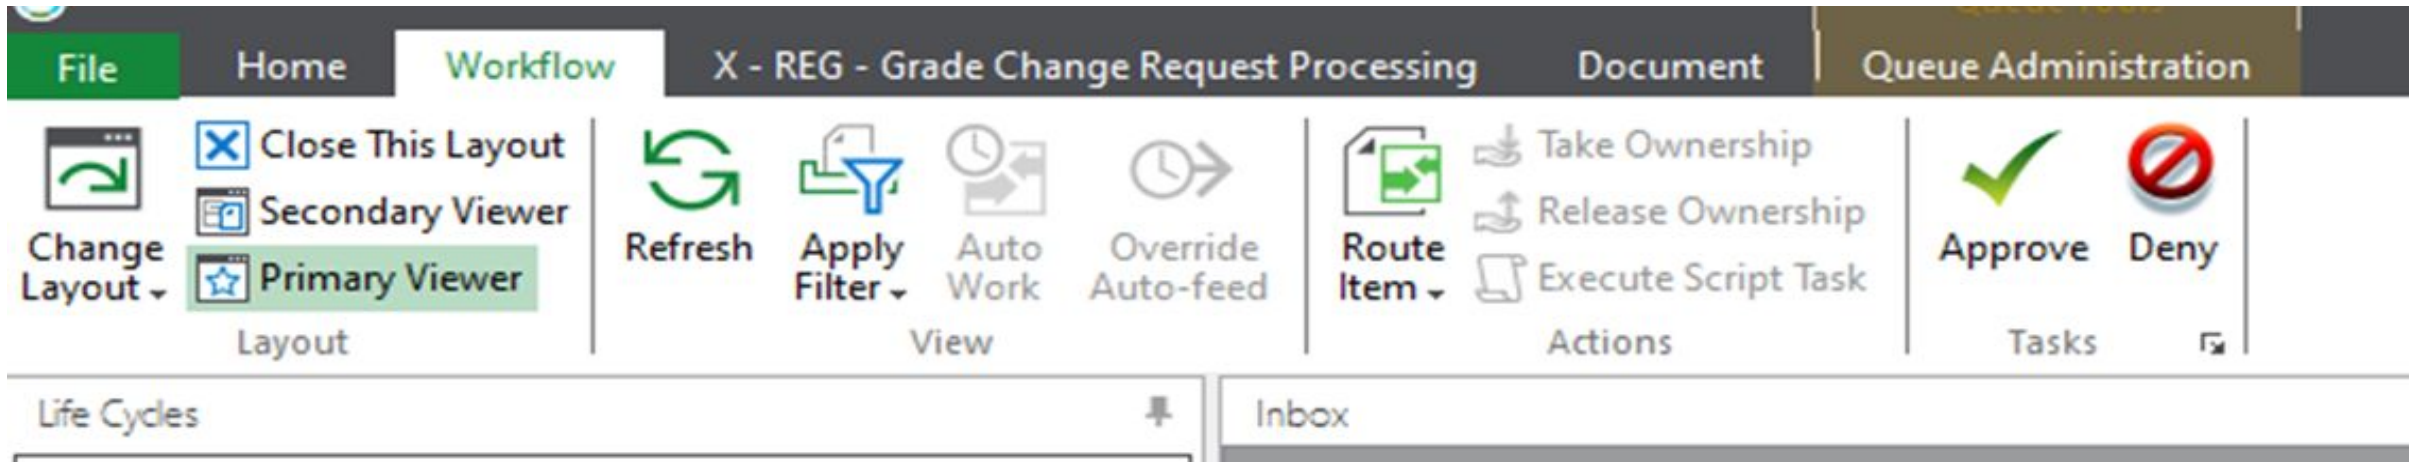 Queue Tools
File
Home
Workflow
X - REG - Grade Change Request Processing
Document
Queue Administration
Change
Layout
Close This Layout
Secondary Viewer
Primary Viewer
Layout
Refresh
Apply
Filter
Auto
Work
Override
Auto-feed
View
Route
Item
Take Ownership
Release Ownership
Execute Script Task
Actions
Approve
Deny
Tasks
Life Cycles
Inbox